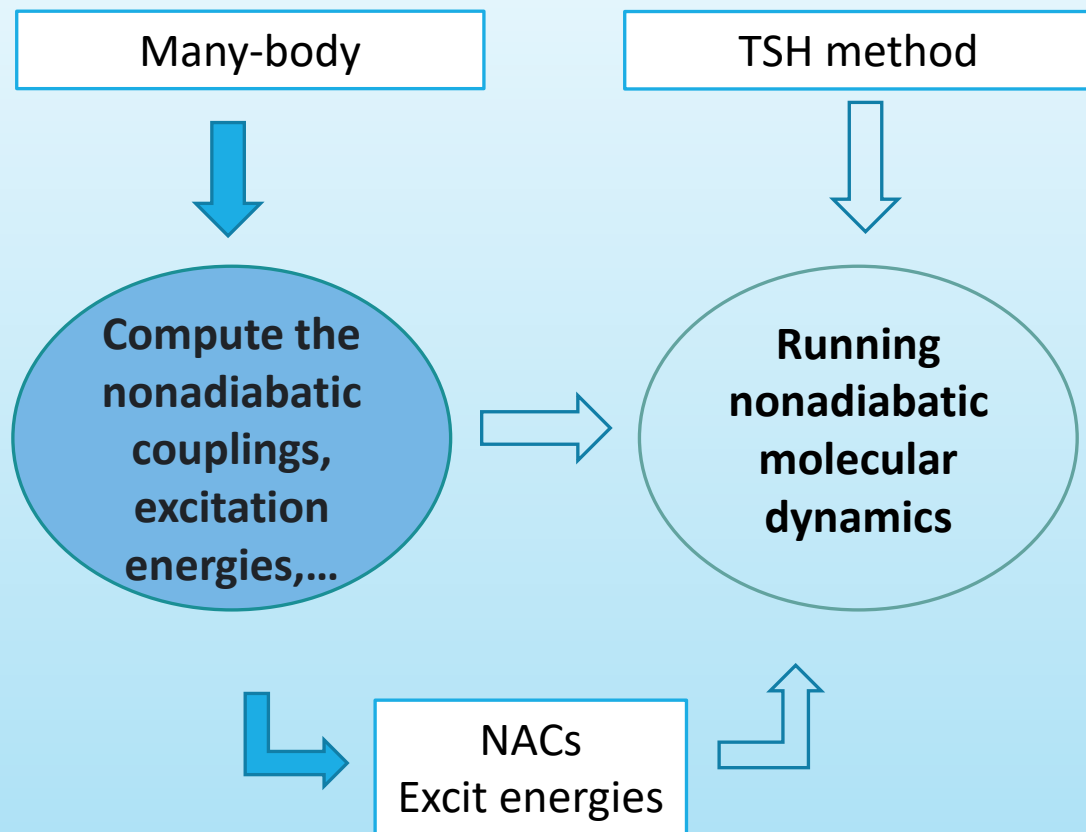 Many-body
TSH method
Compute the
nonadiabatic
couplings,
excitation
energies,...
Running
nonadiabatic
molecular
dynamics
NACs
Excit energies